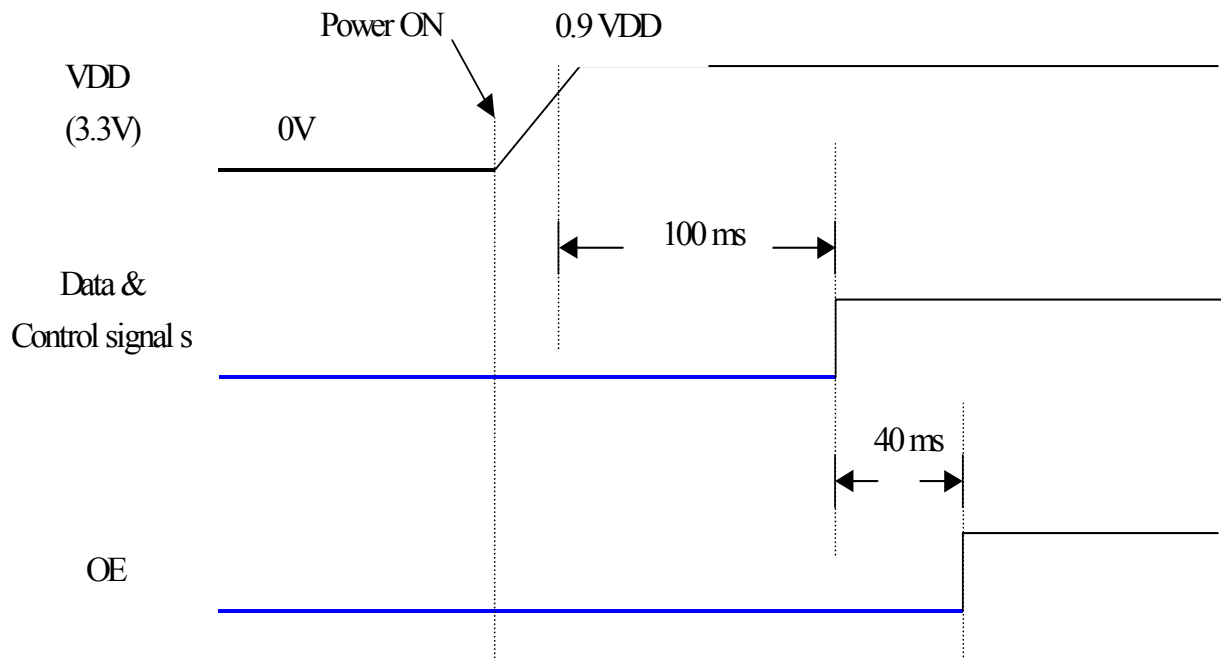 Power ON
0.9 VDD
VDD
(3.3V)
0V
100 ms
Data &
Control signal s
40 ms
OE